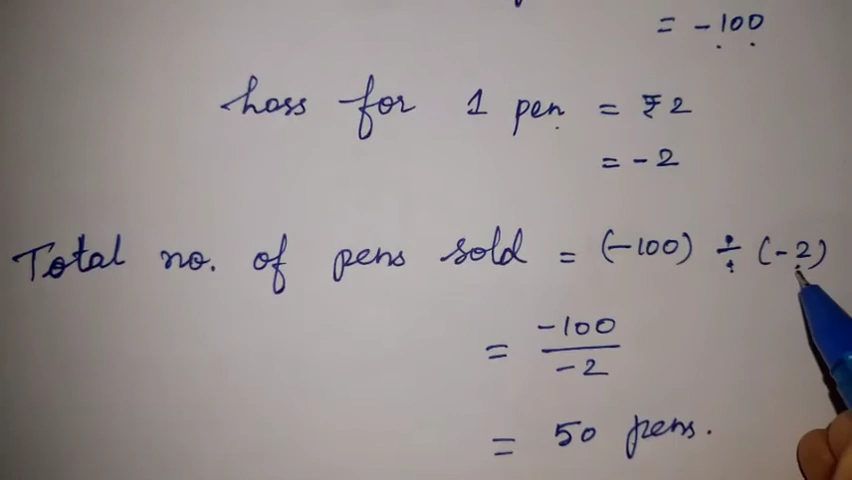 = -100
Loss for 1 pen = ₹2
= -2
Total no. of pens sold = (-100) ÷ (-2)
= -100/-2
= 50 pens.